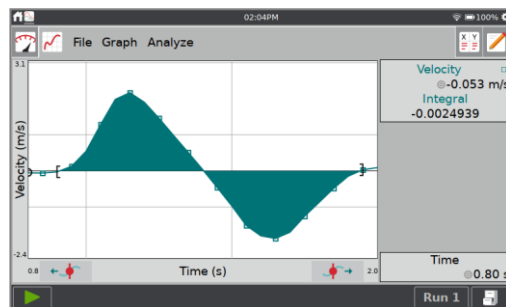 02:04PM
100%
File Graph Analyze
X Y
3.1
Velocity (m/s)
-2.4
0.8
Time (s)
2.0
Velocity
-0.053 m/s
Integral
-0.0024939
Time
0.80 s
Run 1